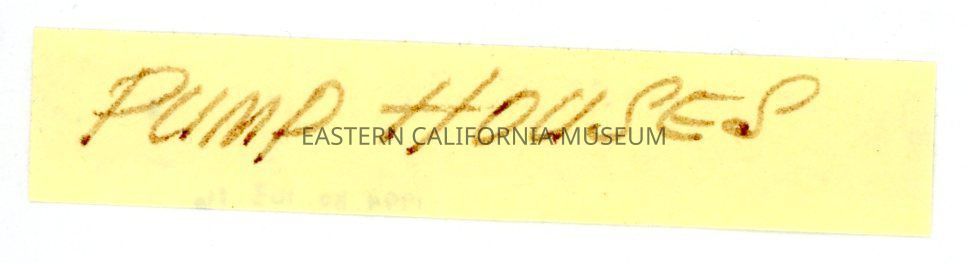 PUMP HOUSES
EASTERN CALIFORNIA MUSEUM